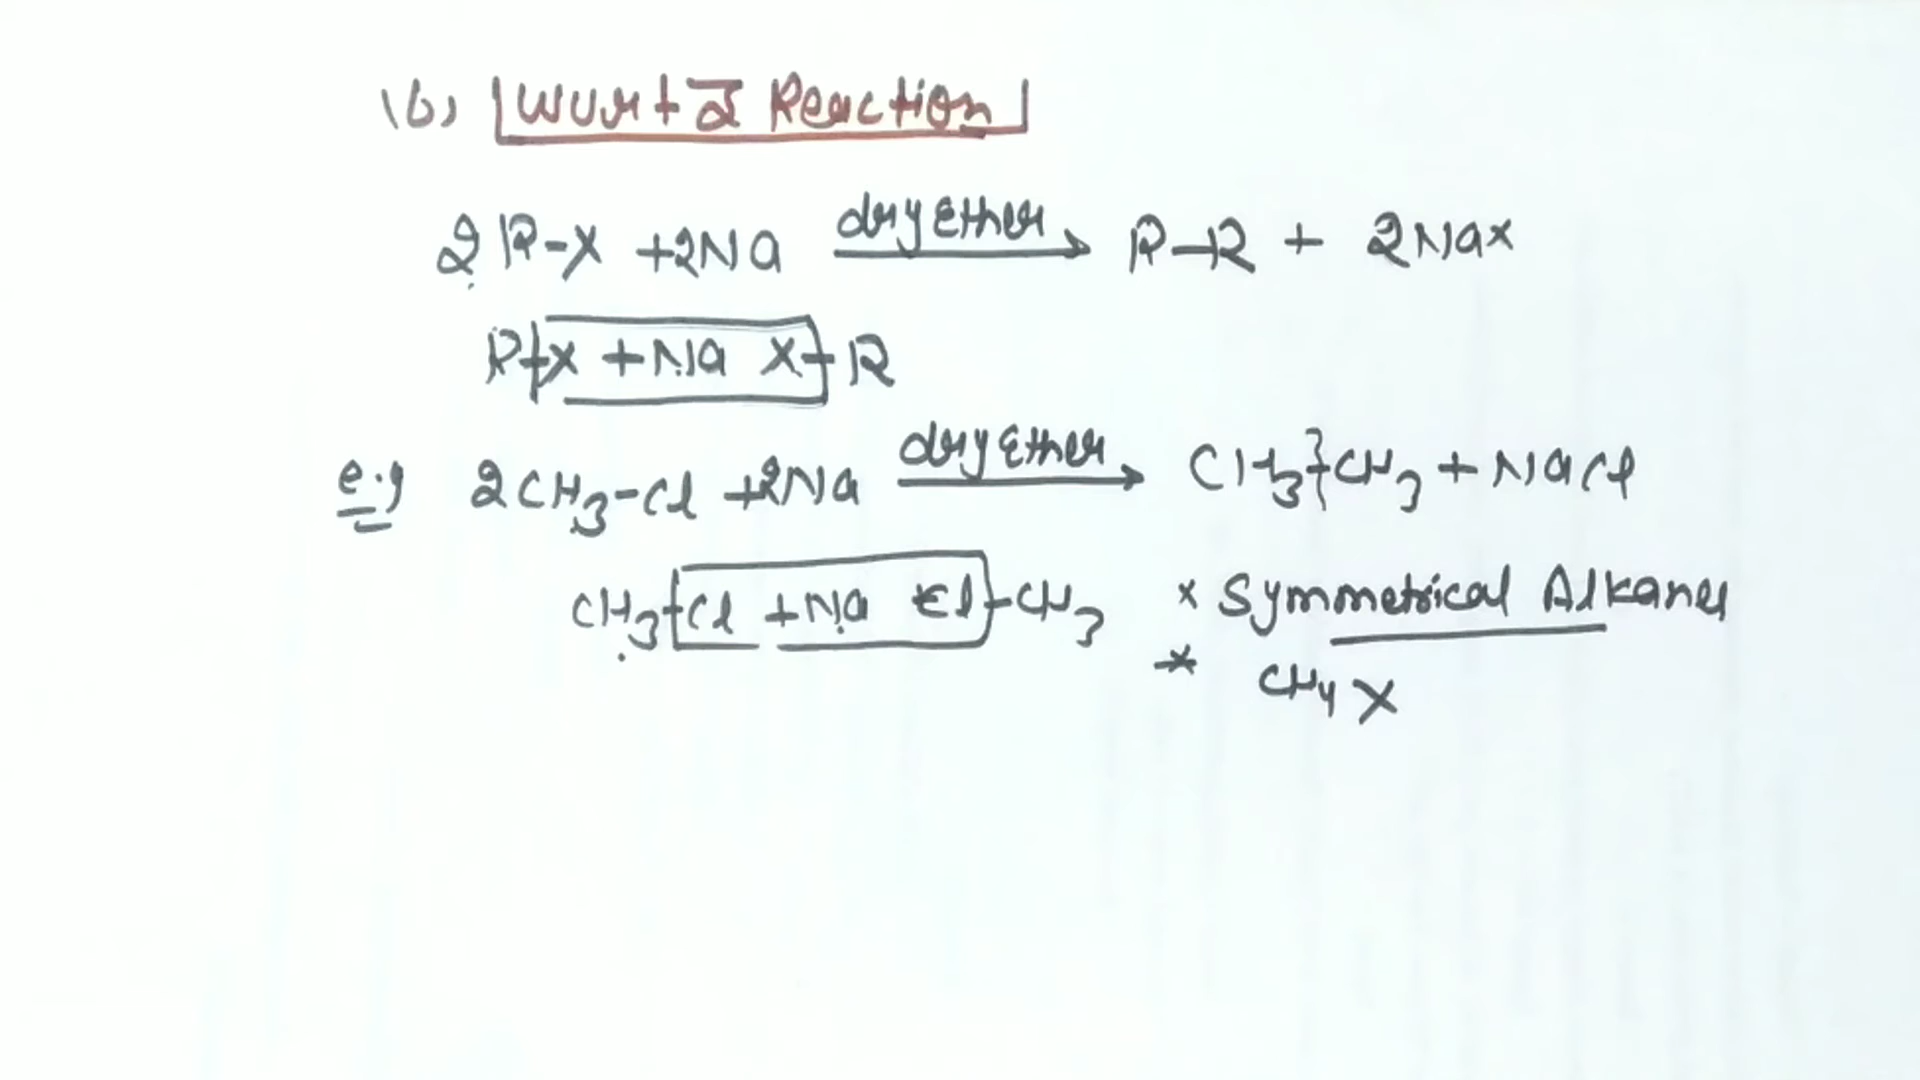 (b) Wurtz Reaction
2R-X +2Na dry Ether → R-R + 2NaX
R-X +Na X-R
e.g 2CH3-Cl +2Na dry Ether → CH3-CH3 + NaCl
CH3-Cl +Na Cl-CH3
* Symmetrical Alkanes
* CH4 X